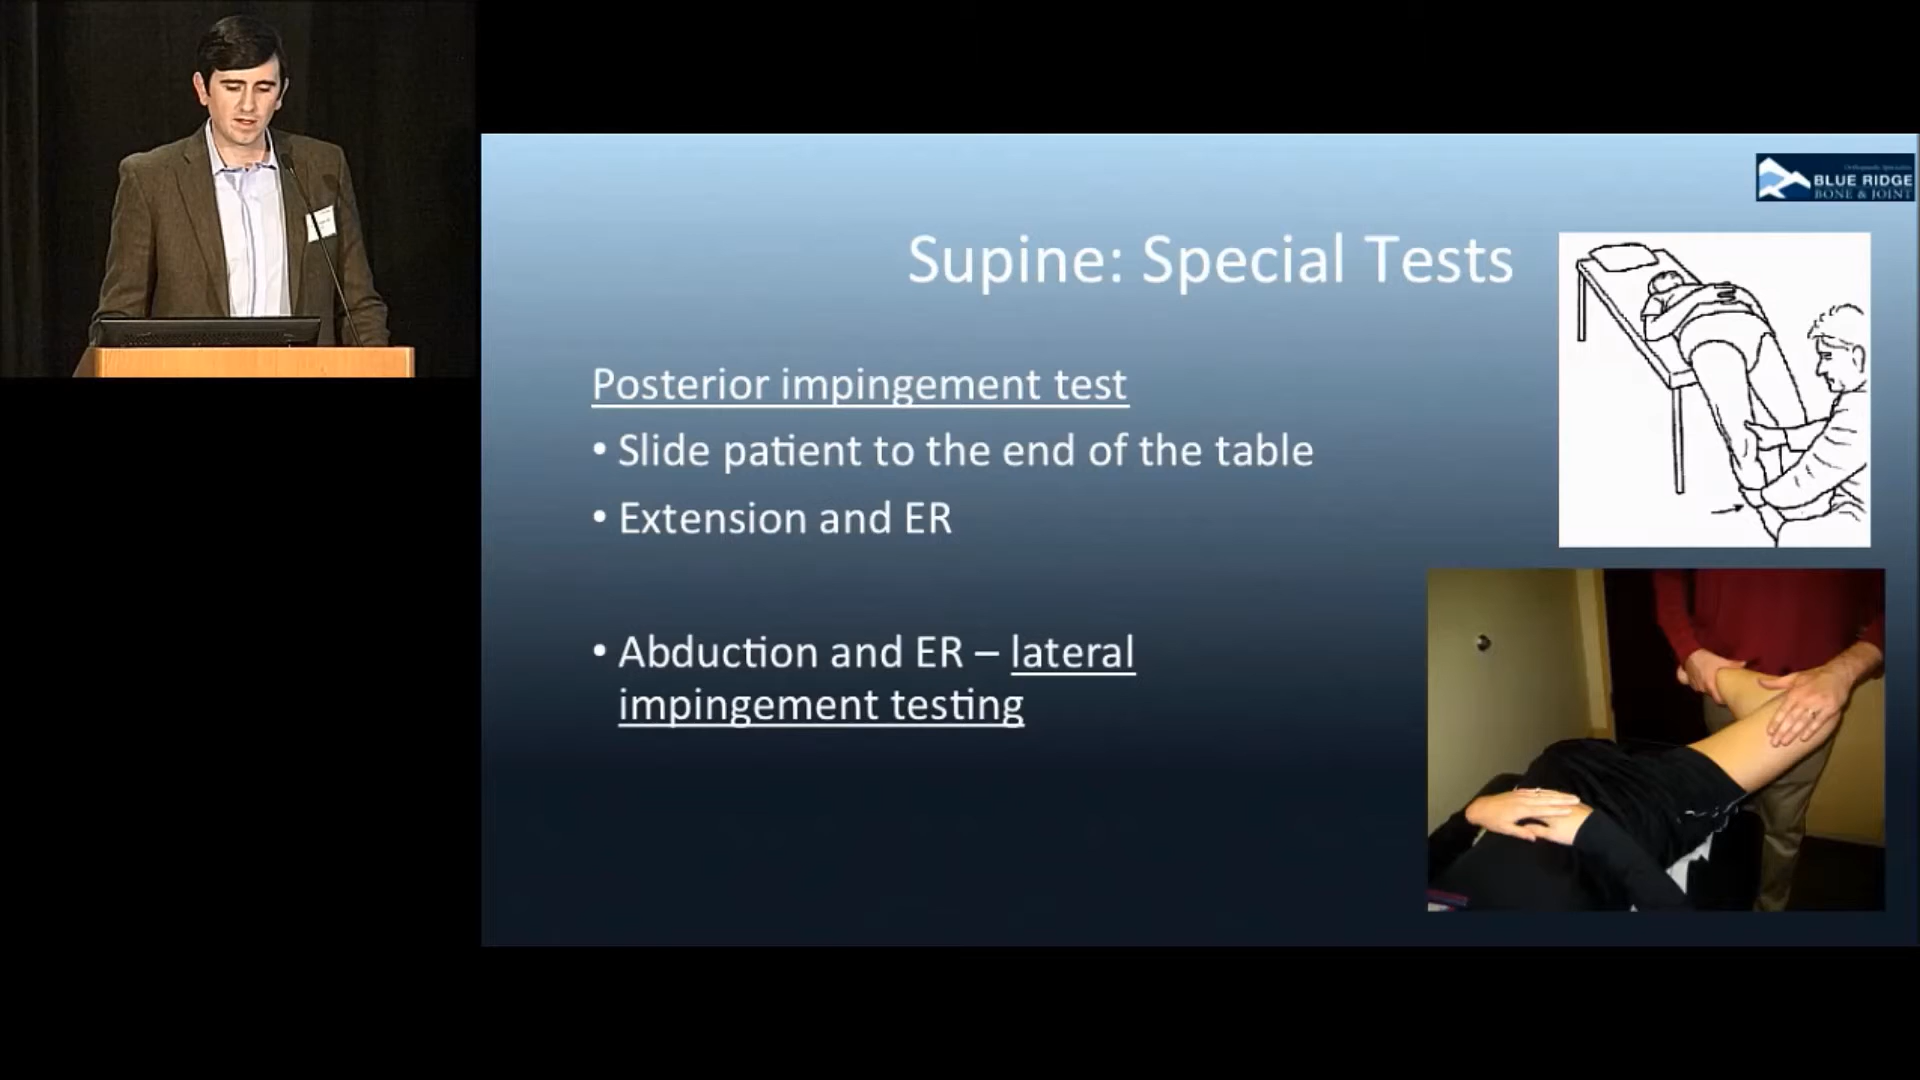 BLUE RIDGE
BONE & JOINT
Supine: Special Tests
Posterior impingement test
• Slide patient to the end of the table
• Extension and ER
• Abduction and ER – lateral
impingement testing